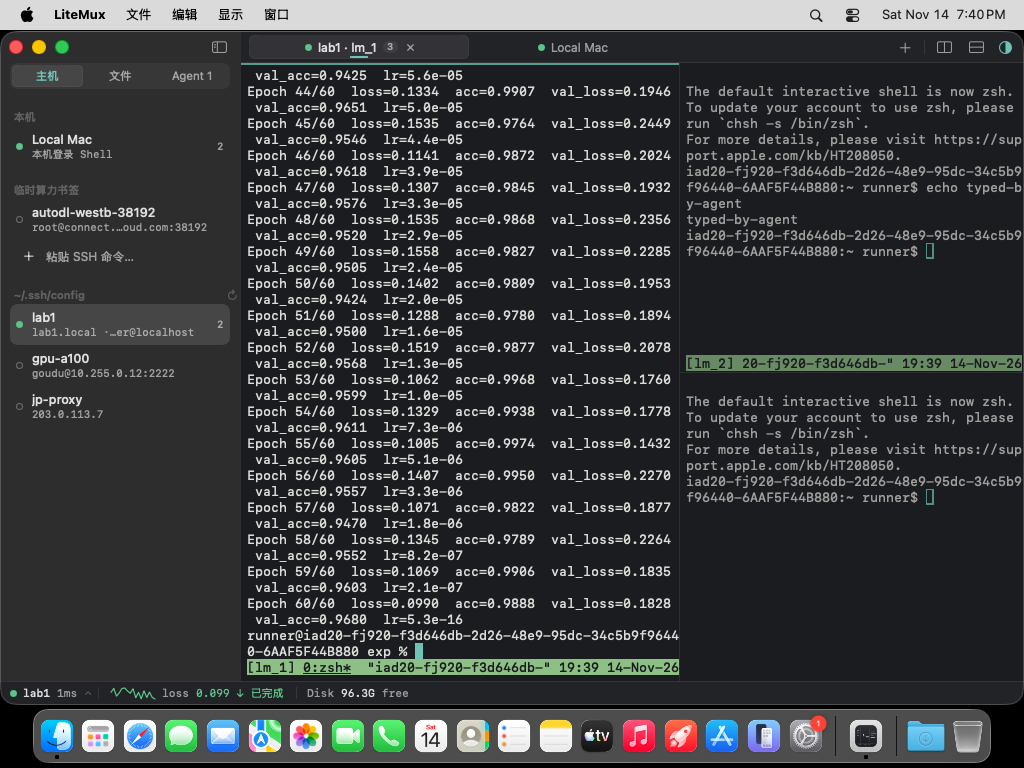 LiteMux 文件 编辑 显示 窗口 Sat Nov 14 7:40 PM
lab1 · lm_1 3 ×
Local Mac
主机 文件 Agent 1
本机
Local Mac
本机登录 Shell
2
临时算力书签
autodl-westb-38192
root@connect.…oud.com:38192
+ 粘贴 SSH 命令...
~/.ssh/config
lab1
lab1.local ·…er@localhost
2
gpu-a100
goudu@10.255.0.12:2222
jp-proxy
203.0.113.7
val_acc=0.9425 lr=5.6e-05
Epoch 44/60 loss=0.1334 acc=0.9907 val_loss=0.1946
val_acc=0.9651 lr=5.0e-05
Epoch 45/60 loss=0.1535 acc=0.9764 val_loss=0.2449
val_acc=0.9546 lr=4.4e-05
Epoch 46/60 loss=0.1141 acc=0.9872 val_loss=0.2024
val_acc=0.9618 lr=3.9e-05
Epoch 47/60 loss=0.1307 acc=0.9845 val_loss=0.1932
val_acc=0.9576 lr=3.3e-05
Epoch 48/60 loss=0.1535 acc=0.9868 val_loss=0.2356
val_acc=0.9520 lr=2.9e-05
Epoch 49/60 loss=0.1558 acc=0.9827 val_loss=0.2285
val_acc=0.9505 lr=2.4e-05
Epoch 50/60 loss=0.1402 acc=0.9809 val_loss=0.1953
val_acc=0.9424 lr=2.0e-05
Epoch 51/60 loss=0.1288 acc=0.9780 val_loss=0.1894
val_acc=0.9500 lr=1.6e-05
Epoch 52/60 loss=0.1519 acc=0.9877 val_loss=0.2078
val_acc=0.9568 lr=1.3e-05
Epoch 53/60 loss=0.1062 acc=0.9968 val_loss=0.1760
val_acc=0.9599 lr=1.0e-05
Epoch 54/60 loss=0.1329 acc=0.9938 val_loss=0.1778
val_acc=0.9611 lr=7.3e-06
Epoch 55/60 loss=0.1005 acc=0.9974 val_loss=0.1432
val_acc=0.9605 lr=5.1e-06
Epoch 56/60 loss=0.1407 acc=0.9950 val_loss=0.2270
val_acc=0.9557 lr=3.3e-06
Epoch 57/60 loss=0.1071 acc=0.9822 val_loss=0.1877
val_acc=0.9470 lr=1.8e-06
Epoch 58/60 loss=0.1345 acc=0.9789 val_loss=0.2264
val_acc=0.9552 lr=8.2e-07
Epoch 59/60 loss=0.1069 acc=0.9906 val_loss=0.1835
val_acc=0.9603 lr=2.1e-07
Epoch 60/60 loss=0.0990 acc=0.9888 val_loss=0.1828
val_acc=0.9680 lr=5.3e-16
runner@iad20-fj920-f3d646db-2d26-48e9-95dc-34c5b9f9644
0-6AAF5F44B880 exp %
[lm_1] 0:zsh* "iad20-fj920-f3d646db-" 19:39 14-Nov-26
The default interactive shell is now zsh.
To update your account to use zsh, please
run `chsh -s /bin/zsh`.
For more details, please visit https://sup
port.apple.com/kb/HT208050.
iad20-fj920-f3d646db-2d26-48e9-95dc-34c5b9
f96440-6AAF5F44B880:~ runner$ echo typed-b
y-agent
typed-by-agent
iad20-fj920-f3d646db-2d26-48e9-95dc-34c5b9
f96440-6AAF5F44B880:~ runner$
[lm_2] 20-fj920-f3d646db-" 19:39 14-Nov-26
The default interactive shell is now zsh.
To update your account to use zsh, please
run `chsh -s /bin/zsh`.
For more details, please visit https://sup
port.apple.com/kb/HT208050.
iad20-fj920-f3d646db-2d26-48e9-95dc-34c5b9
f96440-6AAF5F44B880:~ runner$
lab1 1ms loss 0.099 ↓ 已完成 Disk 96.3G free
Sat
14
tv
1